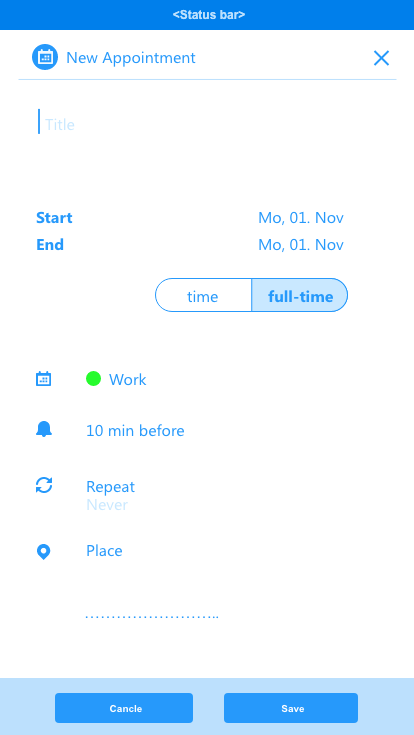 <Status bar>
New Appointment
Title
Start Mo, 01. Nov
End Mo, 01. Nov
time full-time
Work
10 min before
Repeat
Never
Place
..........................
Cancle Save